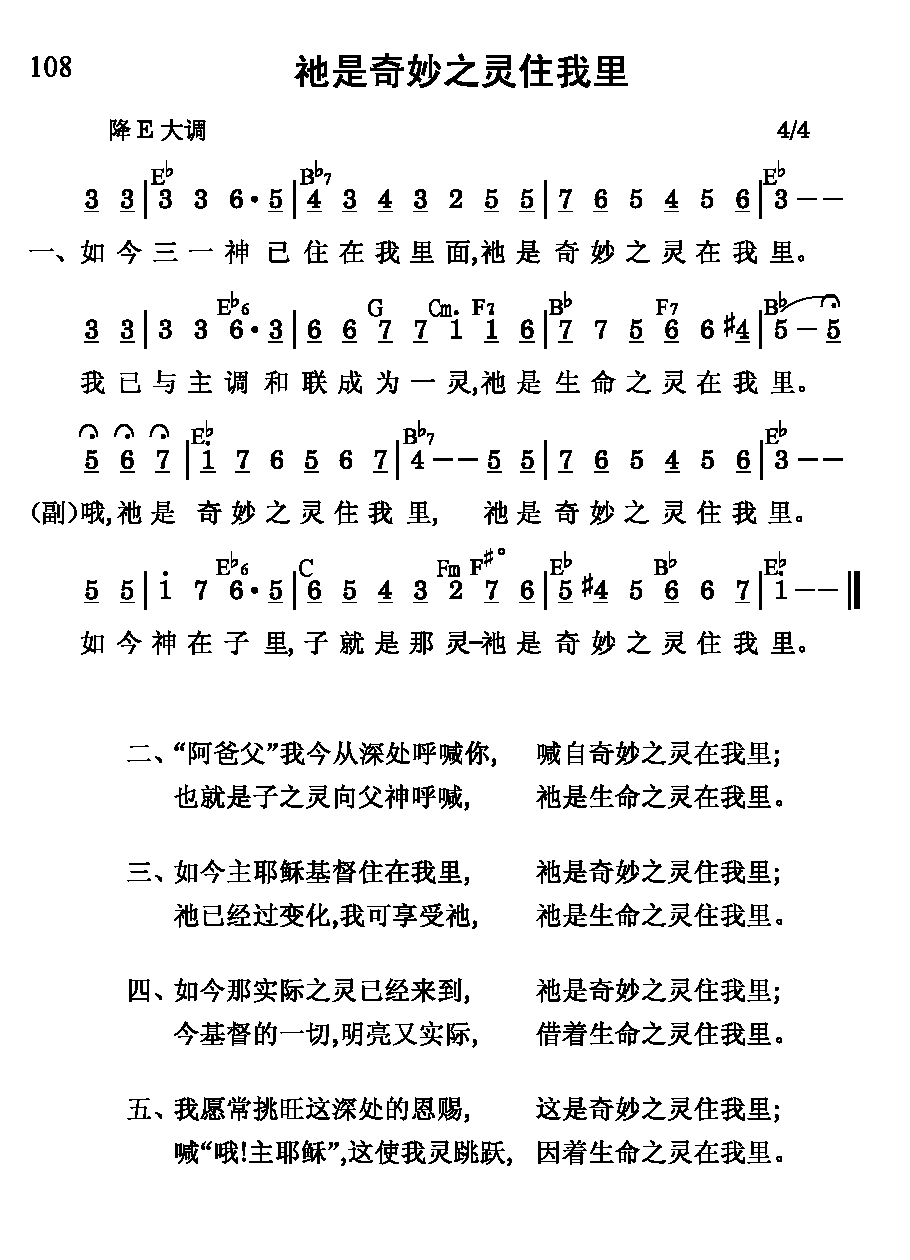 108
祂是奇妙之灵住我里
降E大调 4/4
E♭ B♭7 E♭
3 3 | 3 3 6 · 5 | 4 3 4 3 2 5 5 | 7 6 5 4 5 6 | 3 — —
一、如今三一神已住在我里面,祂是奇妙之灵在我里。
E♭6 G Cm. F7 B♭ F7 B♭
3 3 | 3 3 6 · 3 | 6 6 7 7 1 1 6 | 7 7 5 6 6 #4 | 5 — 5
我已与主调和联成为一灵,祂是生命之灵在我里。
E♭ B♭7 E♭
5 6 7 | i 7 6 5 6 7 | 4 — — 5 5 | 7 6 5 4 5 6 | 3 — —
(副)哦,祂是 奇妙之灵住我里, 祂是奇妙之灵住我里。
E♭6 C Fm F#° E♭ B♭ E♭
5 5 | i 7 6 · 5 | 6 5 4 3 2 7 6 | 5 #4 5 6 6 7 | 1 — —
如今神在子里,子就是那灵—祂是奇妙之灵住我里。
二、“阿爸父”我今从深处呼喊你, 喊自奇妙之灵在我里;
也就是子之灵向父神呼喊, 祂是生命之灵在我里。
三、如今主耶稣基督住在我里, 祂是奇妙之灵住我里;
祂已经过变化,我可享受祂, 祂是生命之灵在我里。
四、如今那实际之灵已经来到, 祂是奇妙之灵住我里;
今基督的一切,明亮又实际, 借着生命之灵住我里。
五、我愿常挑旺这深处的恩赐, 这是奇妙之灵住我里;
喊“哦!主耶稣”,这使我灵跳跃, 因着生命之灵在我里。